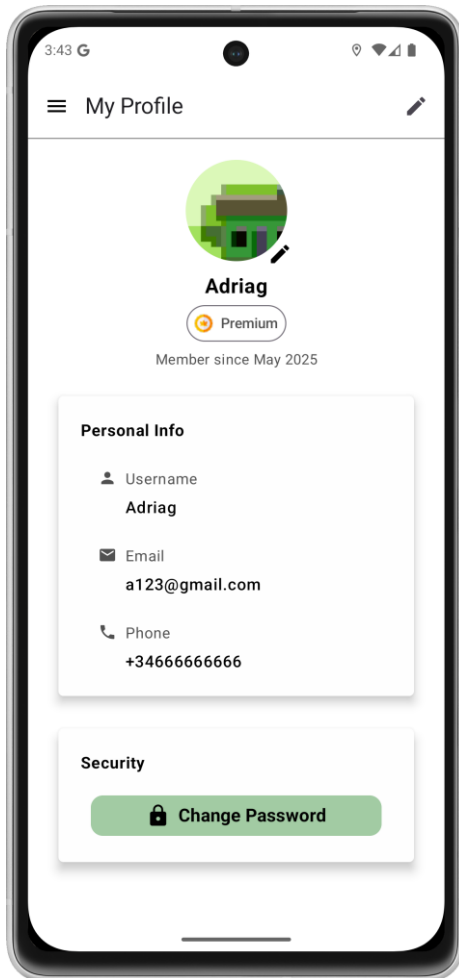 3:43 G
My Profile
Adriag
Premium
Member since May 2025
Personal Info
Username
Adriag
Email
a123@gmail.com
Phone
+34666666666
Security
Change Password